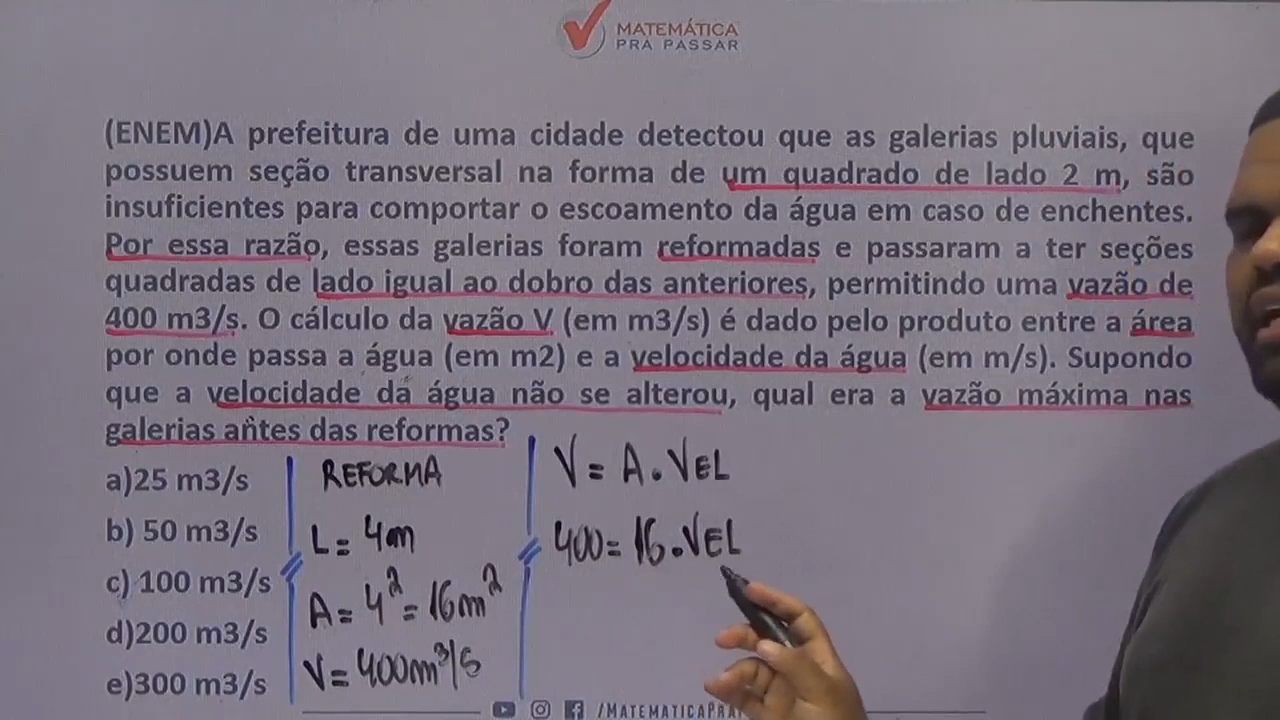 MATEMÁTICA
PRA PASSAR
(ENEM)A prefeitura de uma cidade detectou que as galerias pluviais, que
possuem seção transversal na forma de um quadrado de lado 2 m, são
insuficientes para comportar o escoamento da água em caso de enchentes.
Por essa razão, essas galerias foram reformadas e passaram a ter seções
quadradas de lado igual ao dobro das anteriores, permitindo uma vazão de
400 m3/s. O cálculo da vazão V (em m3/s) é dado pelo produto entre a área
por onde passa a água (em m2) e a velocidade da água (em m/s). Supondo
que a velocidade da água não se alterou, qual era a vazão máxima nas
galerias antes das reformas?
a)25 m3/s
b) 50 m3/s
c) 100 m3/s
d)200 m3/s
e)300 m3/s
REFORMA
L = 4m
A = 4² = 16m²
V = 400m³/s
V = A . VEL
400 = 16 . VEL